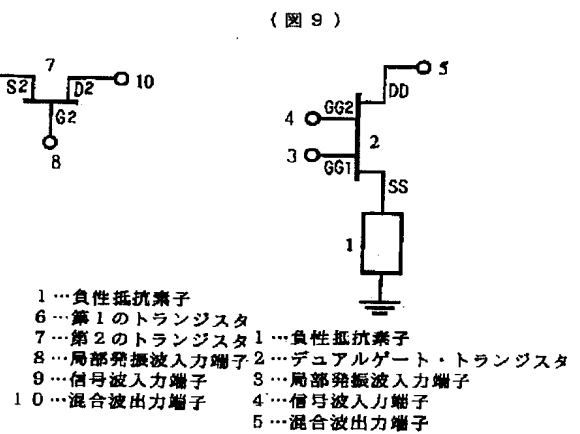 (図9)
7
S2
D2
10
G2
8
5
DD
GG2
4
2
3
GG1
SS
1
1…負性抵抗素子
6…第1のトランジスタ
7…第2のトランジスタ
8…局部発振波入力端子
9…信号波入力端子
10…混合波出力端子
1…負性抵抗素子
2…デュアルゲート・トランジスタ
3…局部発振波入力端子
4…信号波入力端子
5…混合波出力端子